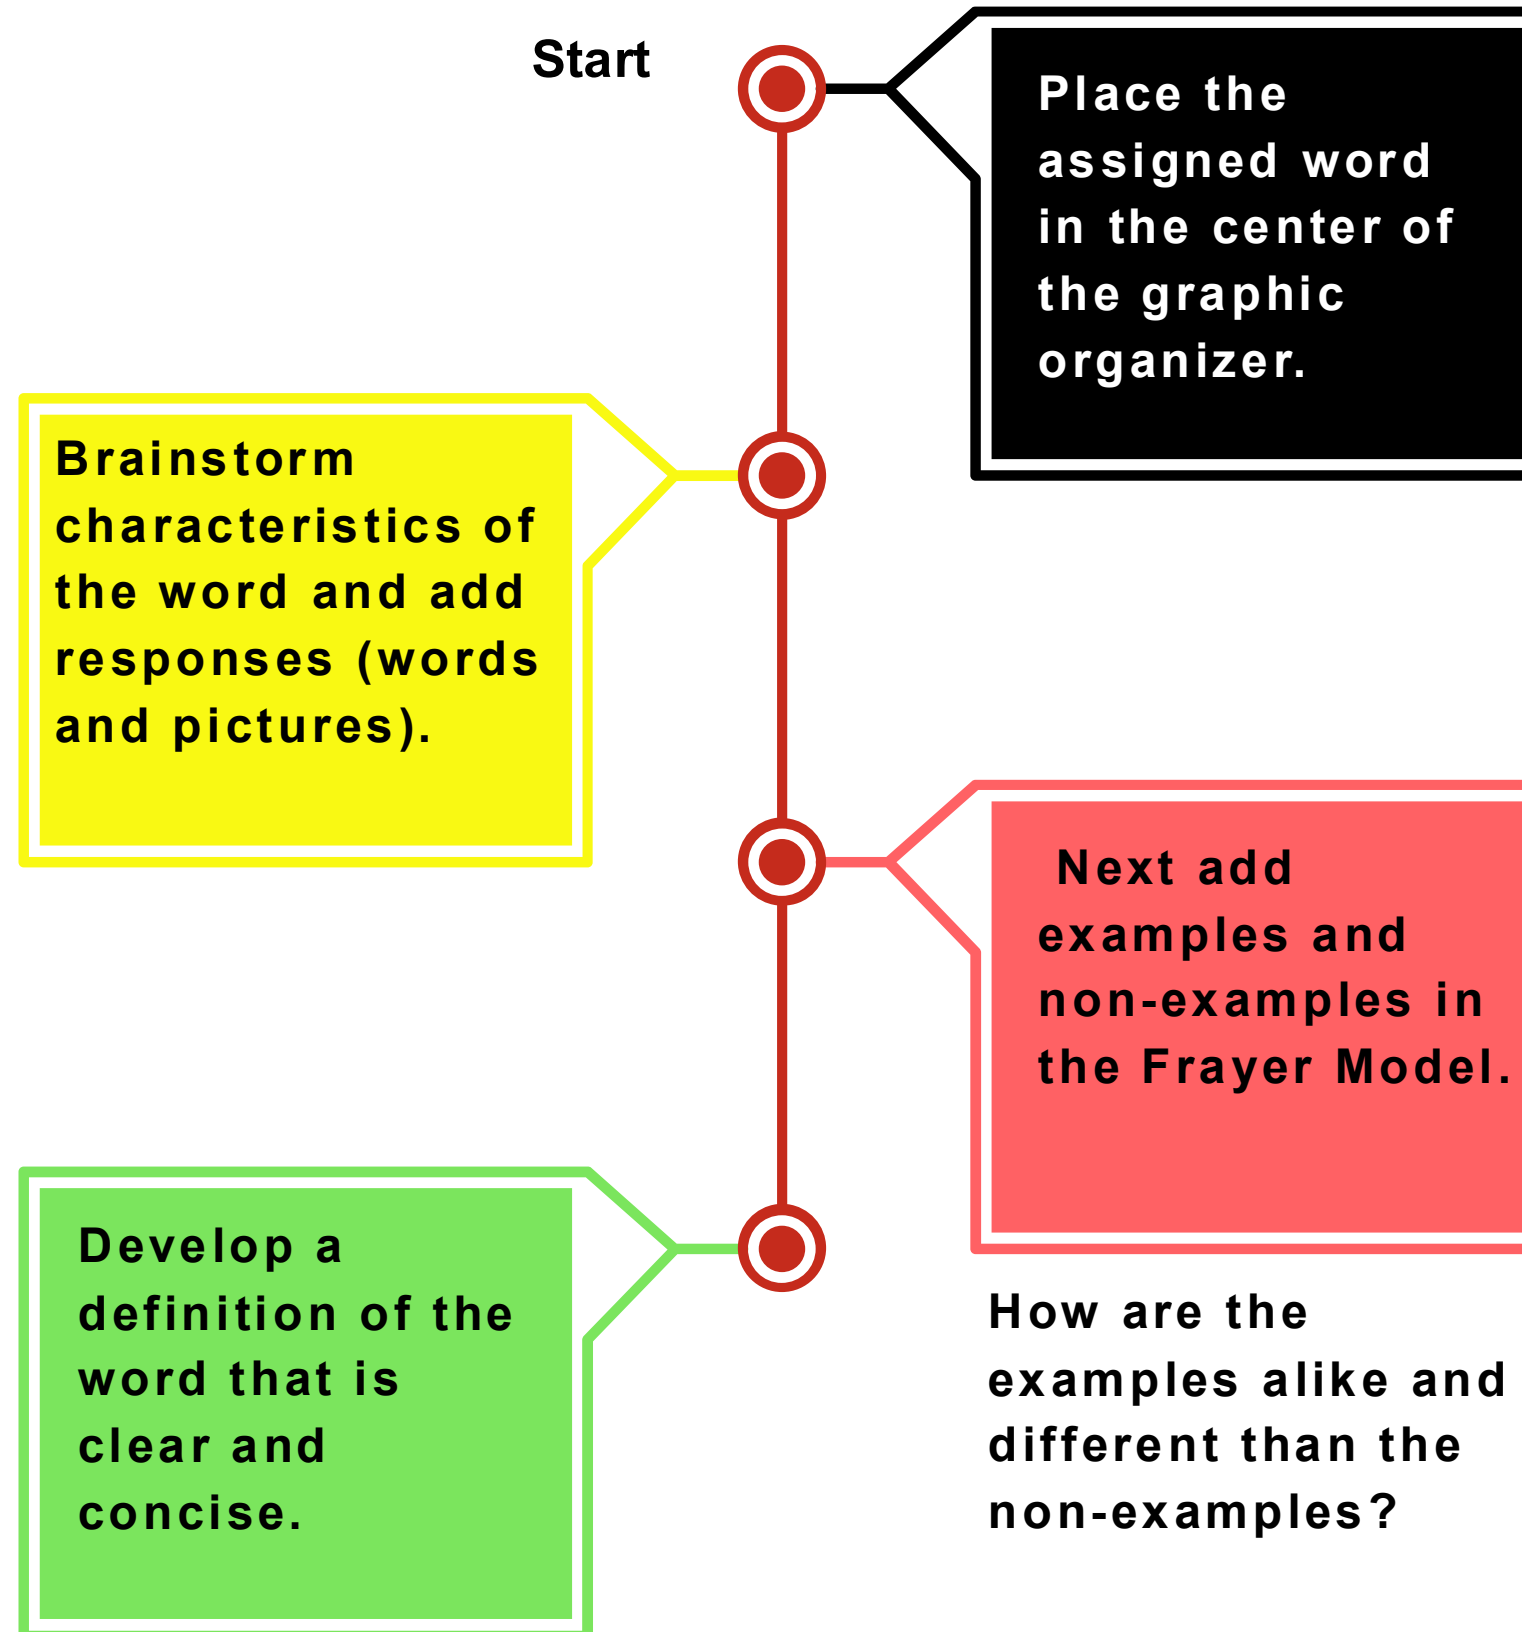 Start
Place the
assigned word
in the center of
the graphic
organizer.
Brainstorm
characteristics of
the word and add
responses (words
and pictures).
Next add
examples and
non-examples in
the Frayer Model.
How are the
examples alike and
different than the
non-examples?
Develop a
definition of the
word that is
clear and
concise.